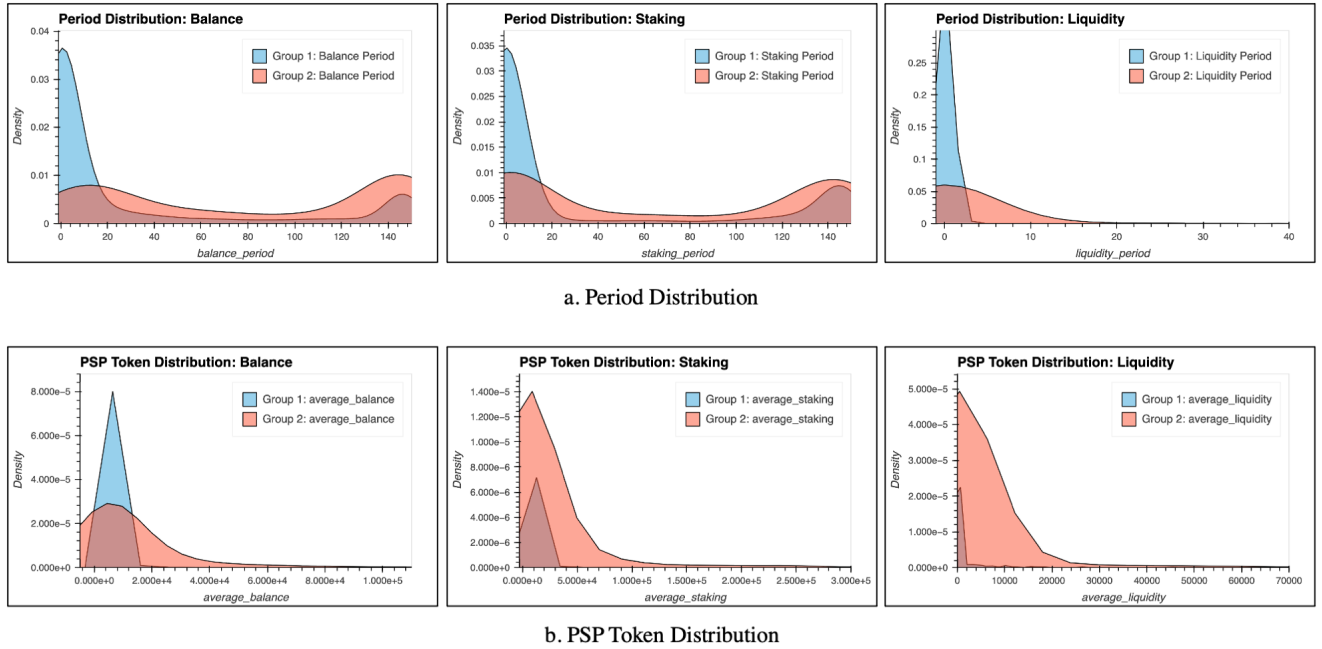 Period Distribution: Balance
0.04
0.03
0.02
0.01
0
Density
Group 1: Balance Period
Group 2: Balance Period
0 20 40 60 80 100 120 140
balance_period
Period Distribution: Staking
0.035
0.03
0.025
0.02
0.015
0.01
0.005
0
Density
Group 1: Staking Period
Group 2: Staking Period
0 20 40 60 80 100 120 140
staking_period
Period Distribution: Liquidity
0.25
0.2
0.15
0.1
0.05
0
Density
Group 1: Liquidity Period
Group 2: Liquidity Period
0 10 20 30 40
liquidity_period
a. Period Distribution
PSP Token Distribution: Balance
8.000e−5
6.000e−5
4.000e−5
2.000e−5
0.000e+0
Density
Group 1: average_balance
Group 2: average_balance
0.000e+0 2.000e+4 4.000e+4 6.000e+4 8.000e+4 1.000e+5
average_balance
PSP Token Distribution: Staking
1.400e−5
1.200e−5
1.000e−5
8.000e−6
6.000e−6
4.000e−6
2.000e−6
0.000e+0
Density
Group 1: average_staking
Group 2: average_staking
0.000e+0 5.000e+4 1.000e+5 1.500e+5 2.000e+5 2.500e+5 3.000e+5
average_staking
PSP Token Distribution: Liquidity
5.000e−5
4.000e−5
3.000e−5
2.000e−5
1.000e−5
0.000e+0
Density
Group 1: average_liquidity
Group 2: average_liquidity
0 10000 20000 30000 40000 50000 60000 70000
average_liquidity
b. PSP Token Distribution